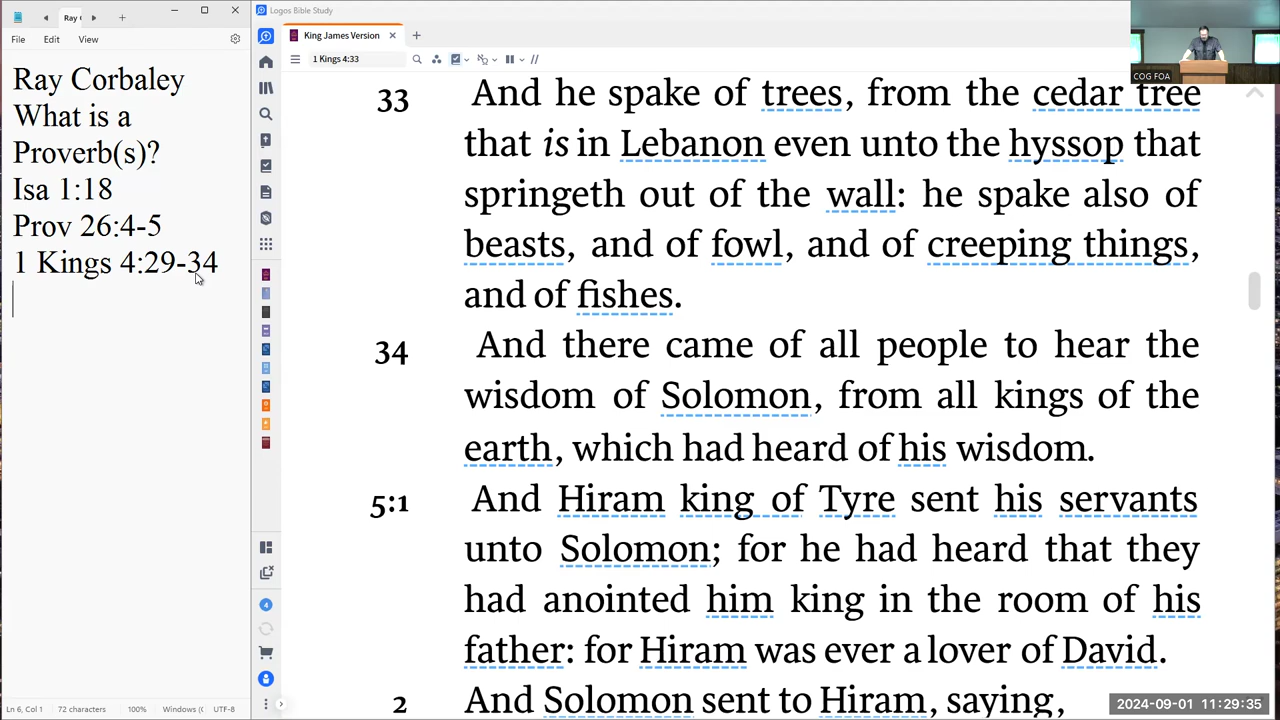 Ray C
File
Edit
View
Ray Corbaley
What is a
Proverb(s)?
Isa 1:18
Prov 26:4-5
1 Kings 4:29-34
Ln 6, Col 1
72 characters
100%
Windows (
UTF-8
Logos Bible Study
King James Version
1 Kings 4:33
COG FOA
33 And he spake of trees, from the cedar tree
that is in Lebanon even unto the hyssop that
springeth out of the wall: he spake also of
beasts, and of fowl, and of creeping things,
and of fishes.
34 And there came of all people to hear the
wisdom of Solomon, from all kings of the
earth, which had heard of his wisdom.
5:1 And Hiram king of Tyre sent his servants
unto Solomon; for he had heard that they
had anointed him king in the room of his
father: for Hiram was ever a lover of David.
2 And Solomon sent to Hiram, saying,
4
2024-09-01 11:29:35